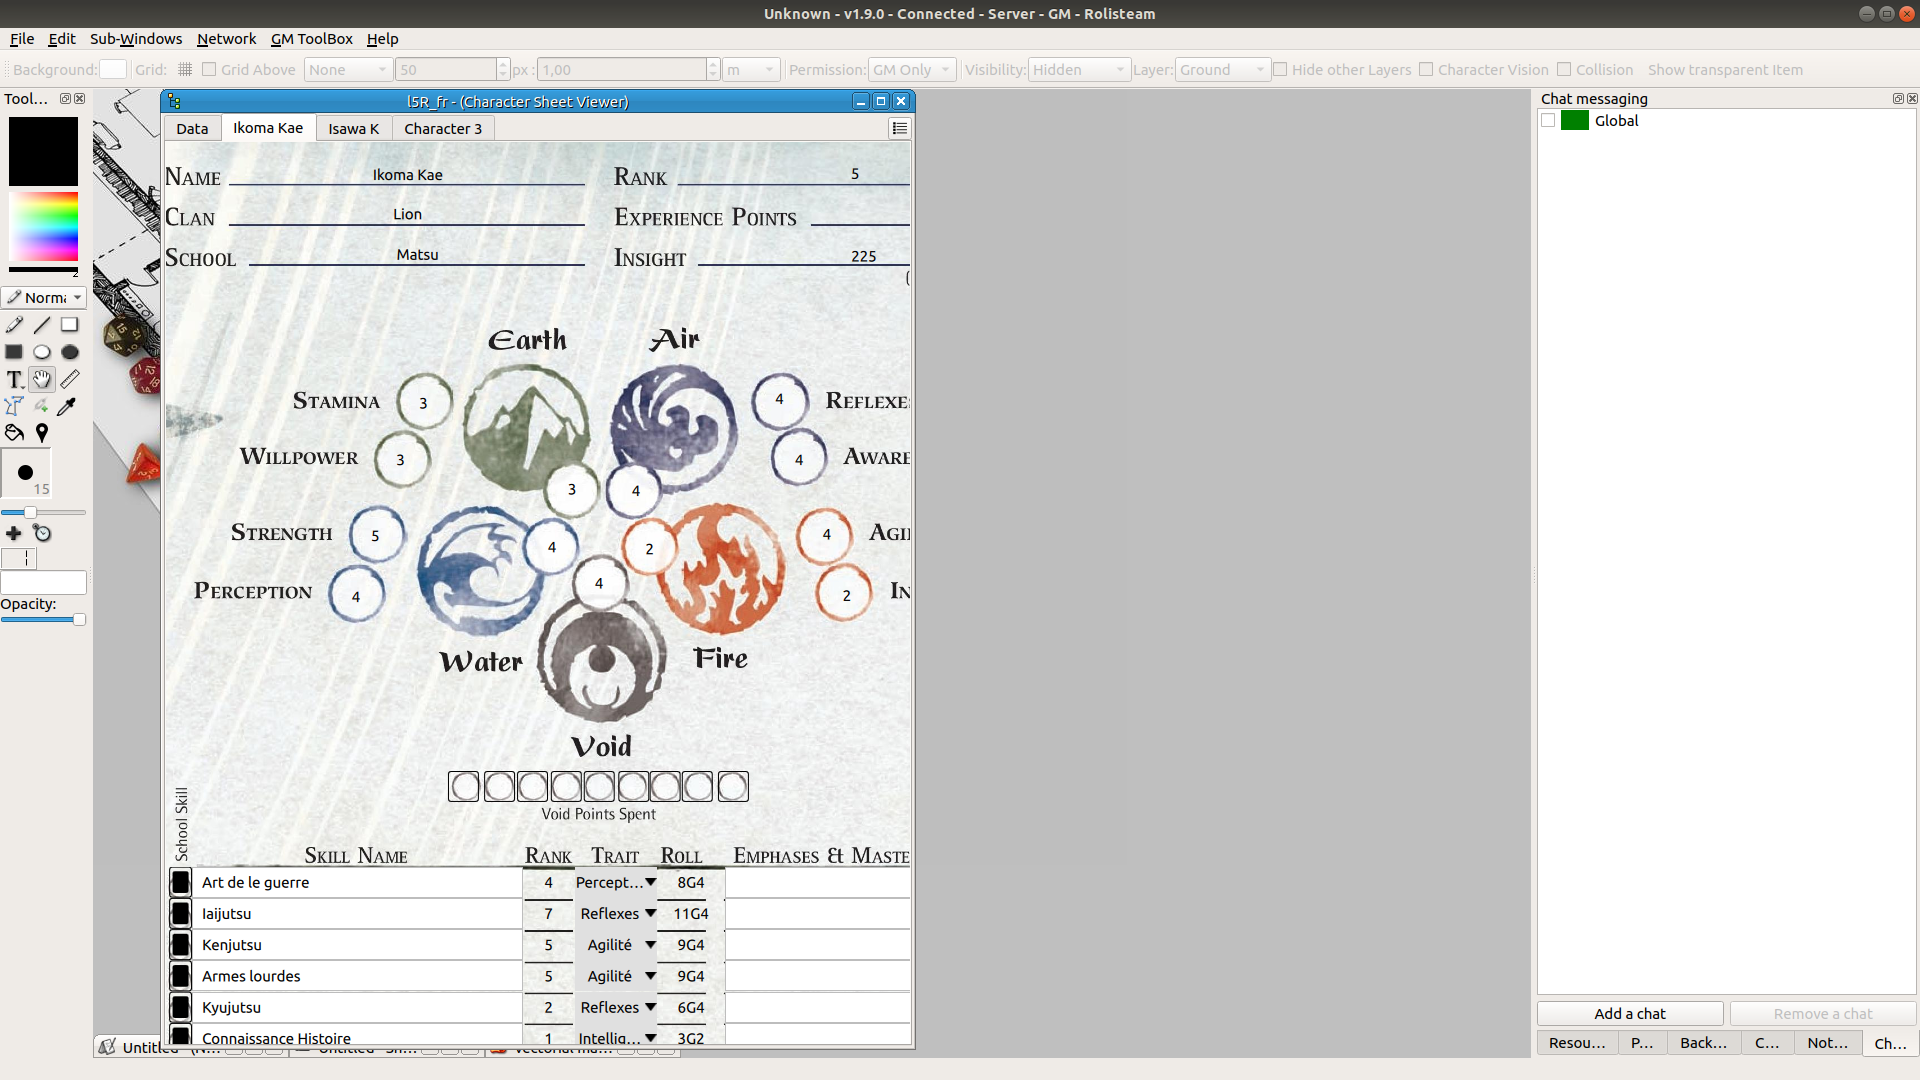 Unknown - v1.9.0 - Connected - Server - GM - Rolisteam
File Edit Sub-Windows Network GM ToolBox Help
Background: Grid: Grid Above None 50 px : 1,00 m Permission: GM Only Visibility: Hidden Layer: Ground Hide other Layers Character Vision Collision Show transparent Item
Tool...
l5R_fr - (Character Sheet Viewer)
Chat messaging
Data Ikoma Kae Isawa K Character 3
Global
Name Ikoma Kae Rank 5
Clan Lion Experience Points
School Matsu Insight 225
2
Norma
Earth Air
Stamina 3 4 Reflexes
Willpower 3 4 Aware
3 4
15
Strength 5 4 2 4 Agi
4
Perception 4 2 In
Opacity:
Water Fire
Void
Void Points Spent
School Skill
Skill Name Rank Trait Roll Emphases & Maste
Art de le guerre 4 Percept... 8G4
Iaijutsu 7 Reflexes 11G4
Kenjutsu 5 Agilité 9G4
Armes lourdes 5 Agilité 9G4
Kyujutsu 2 Reflexes 6G4
Connaissance Histoire 1 Intellig... 3G2
Add a chat Remove a chat
Resou... P... Back... C... Not... Ch...